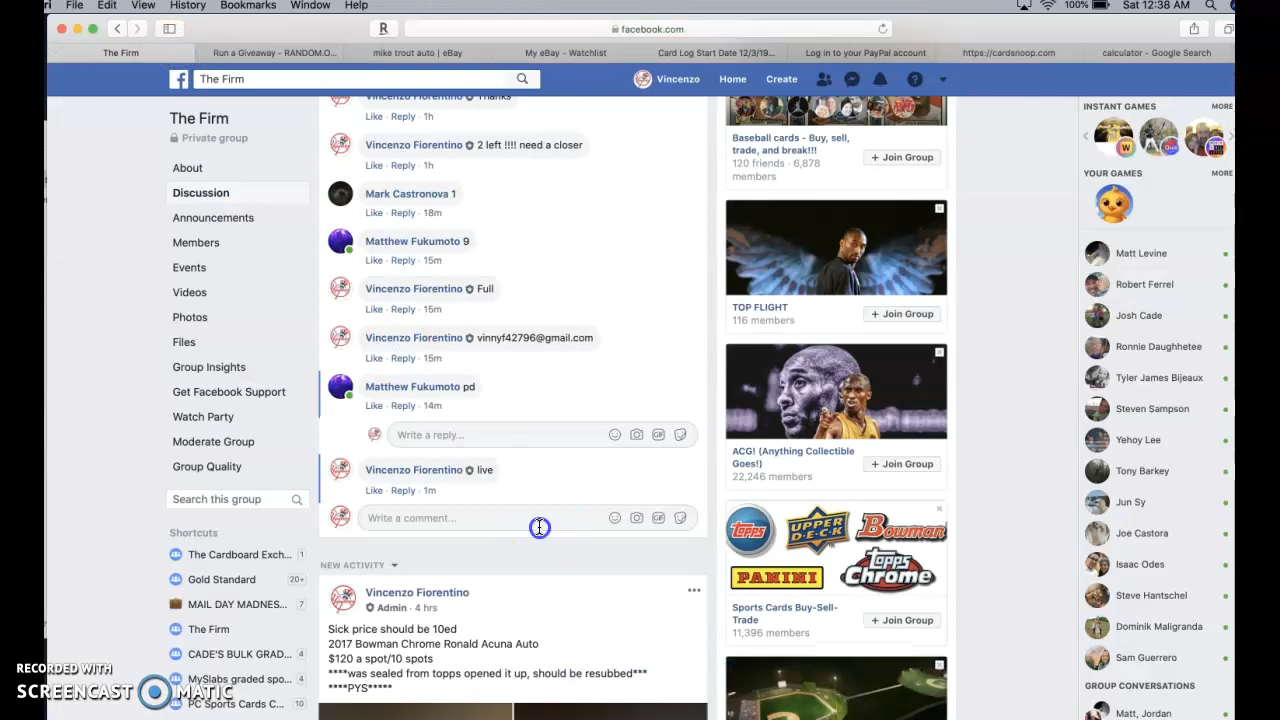 File Edit View History Bookmarks Window Help
100% Sat 12:38 AM
R facebook.com
The Firm
Run a Giveaway - RANDOM.O...
mike trout auto | eBay
My eBay - Watchlist
Card Log Start Date 12/3/19...
Log in to your PayPal account
https://cardsnoop.com
calculator - Google Search
The Firm
Vincenzo Home Create
The Firm
Private group
About
Discussion
Announcements
Members
Events
Videos
Photos
Files
Group Insights
Get Facebook Support
Watch Party
Moderate Group
Group Quality
Search this group
Shortcuts
The Cardboard Exch... 1
Gold Standard 20+
MAIL DAY MADNES... 7
The Firm
CADE'S BULK GRAD... 4
MySlabs graded spo... 4
PC Sports Cards C... 10
Vincenzo Fiorentino Thanks
Like · Reply · 1h
Vincenzo Fiorentino 2 left !!!! need a closer
Like · Reply · 1h
Mark Castronova 1
Like · Reply · 18m
Matthew Fukumoto 9
Like · Reply · 15m
Vincenzo Fiorentino Full
Like · Reply · 15m
Vincenzo Fiorentino vinnyf42796@gmail.com
Like · Reply · 15m
Matthew Fukumoto pd
Like · Reply · 14m
Write a reply...
GIF
Vincenzo Fiorentino live
Like · Reply · 1m
Write a comment...
GIF
NEW ACTIVITY
Vincenzo Fiorentino
Admin · 4 hrs
Sick price should be 10ed
2017 Bowman Chrome Ronald Acuna Auto
$120 a spot/10 spots
****was sealed from topps opened it up, should be resubbed***
****PYS*****
Baseball cards - Buy, sell,
trade, and break!!!
120 friends · 6,878
members
+ Join Group
TOP FLIGHT
116 members
+ Join Group
ACG! (Anything Collectible
Goes!)
22,246 members
+ Join Group
Topps
UPPER DECK
Bowman
PANINI
Topps Chrome
Sports Cards Buy-Sell-
Trade
11,396 members
+ Join Group
INSTANT GAMES MORE
YOUR GAMES MORE
Matt Levine
Robert Ferrel
Josh Cade
Ronnie Daughhetee
Tyler James Bijeaux
Steven Sampson
Yehoy Lee
Tony Barkey
Jun Sy
Joe Castora
Isaac Odes
Steve Hantschel
Dominik Maligranda
Sam Guerrero
GROUP CONVERSATIONS
Matt, Jordan
RECORDED WITH
SCREENCAST MATIC